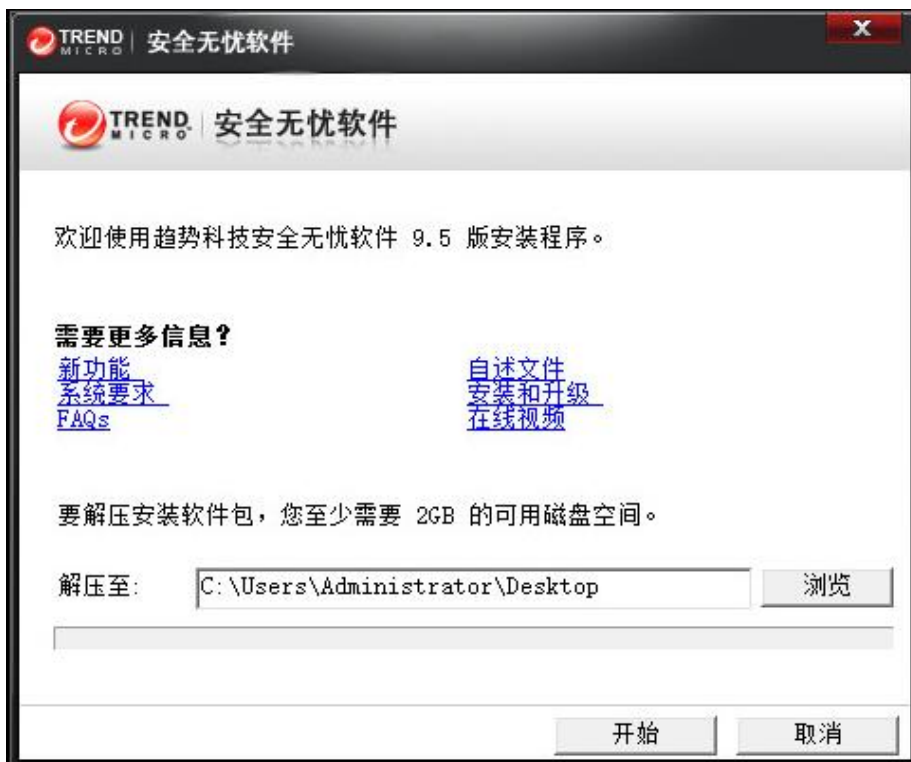 TREND MICRO 安全无忧软件
X
TREND MICRO 安全无忧软件
欢迎使用趋势科技安全无忧软件 9.5 版安装程序。
需要更多信息?
新功能 自述文件
系统要求 安装和升级
FAQs 在线视频
要解压安装软件包，您至少需要 2GB 的可用磁盘空间。
解压至: C:\Users\Administrator\Desktop 浏览
开始 取消